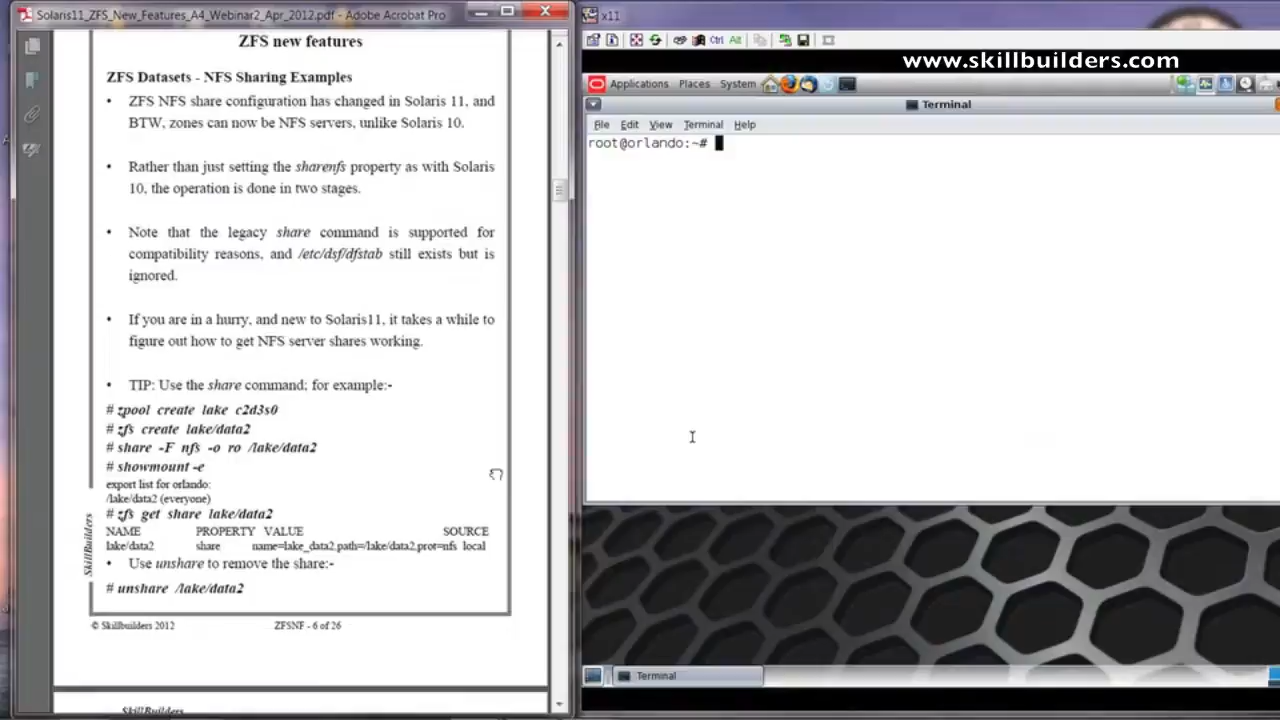 Solaris11_ZFS_New_Features_A4_Webinar2_Apr_2012.pdf - Adobe Acrobat Pro
ZFS new features
ZFS Datasets - NFS Sharing Examples
• ZFS NFS share configuration has changed in Solaris 11, and
BTW, zones can now be NFS servers, unlike Solaris 10.
• Rather than just setting the sharenfs property as with Solaris
10, the operation is done in two stages.
• Note that the legacy share command is supported for
compatibility reasons, and /etc/dsf/dfstab still exists but is
ignored.
• If you are in a hurry, and new to Solaris11, it takes a while to
figure out how to get NFS server shares working.
• TIP: Use the share command; for example:-
# zpool create lake c2d3s0
# zfs create lake/data2
# share -F nfs -o ro /lake/data2
# showmount -e
export list for orlando:
/lake/data2 (everyone)
# zfs get share lake/data2
NAME PROPERTY VALUE SOURCE
lake/data2 share name=lake_data2,path=/lake/data2,prot=nfs local
• Use unshare to remove the share:-
# unshare /lake/data2
SkillBuilders
© Skillbuilders 2012 ZFSNF - 6 of 26
SkillBuilders
x11
Ctrl Alt
www.skillbuilders.com
Applications Places System
Terminal
File Edit View Terminal Help
root@orlando:~#
Terminal